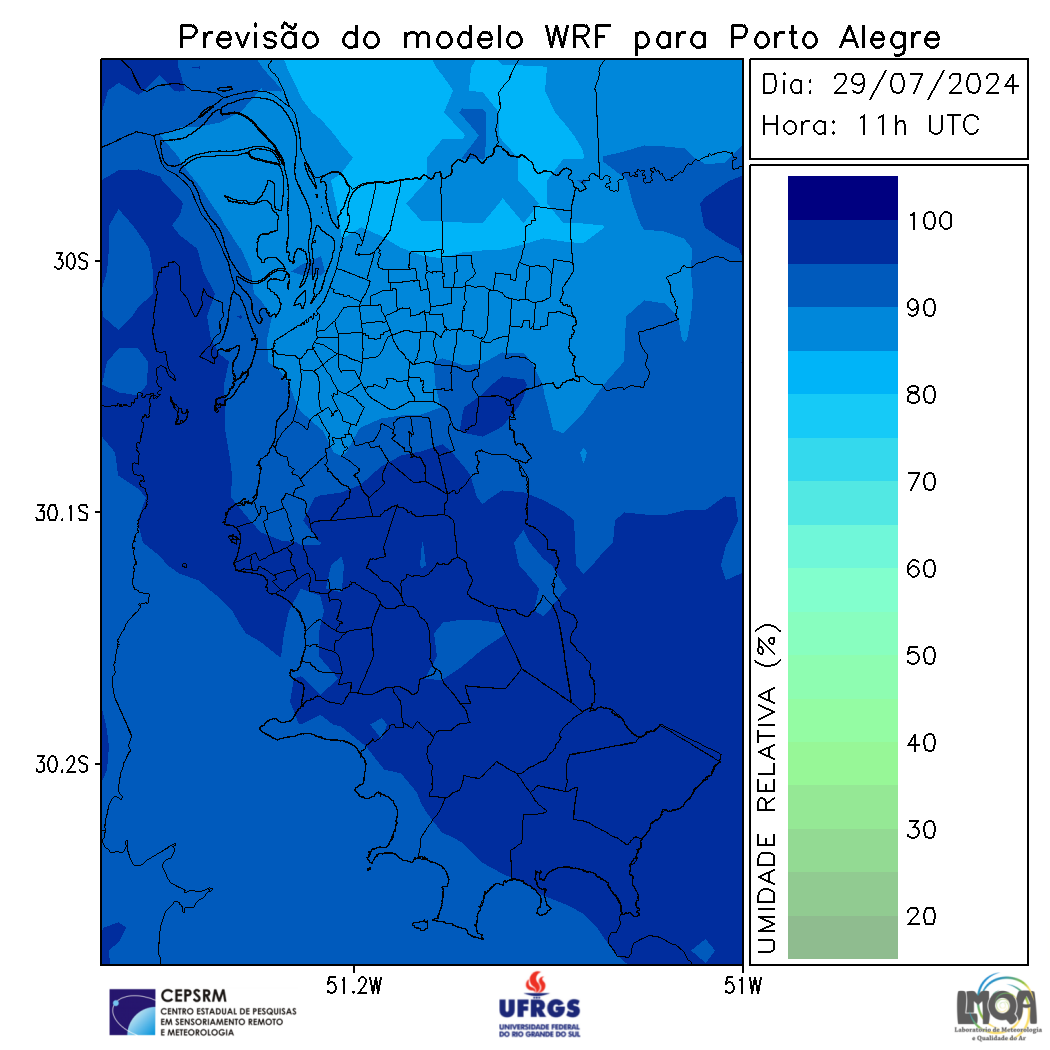 Previsão do modelo WRF para Porto Alegre
Dia: 29/07/2024
Hora: 11h UTC
30S
30.1S
30.2S
51.2W
51W
UMIDADE RELATIVA (%)
100
90
80
70
60
50
40
30
20
CEPSRM
CENTRO ESTADUAL DE PESQUISAS
EM SENSORIAMENTO REMOTO
E METEOROLOGIA
UFRGS
UNIVERSIDADE FEDERAL
DO RIO GRANDE DO SUL
LMQA
Laboratório de Meteorologia
e Qualidade do Ar